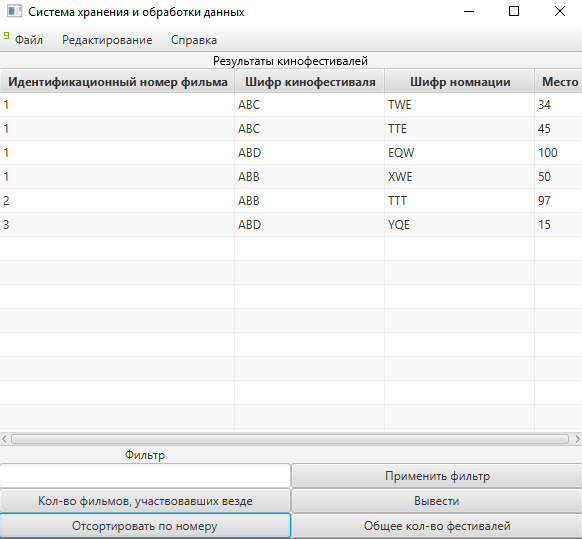 Система хранения и обработки данных
Файл Редактирование Справка
Результаты кинофестивалей
Идентификационный номер фильма Шифр кинофестиваля Шифр номнации Место
1 ABC TWE 34
1 ABC TTE 45
1 ABD EQW 100
1 ABB XWE 50
2 ABB TTT 97
3 ABD YQE 15
Фильтр
Применить фильтр
Кол-во фильмов, участвовавших везде Вывести
Отсортировать по номеру Общее кол-во фестивалей